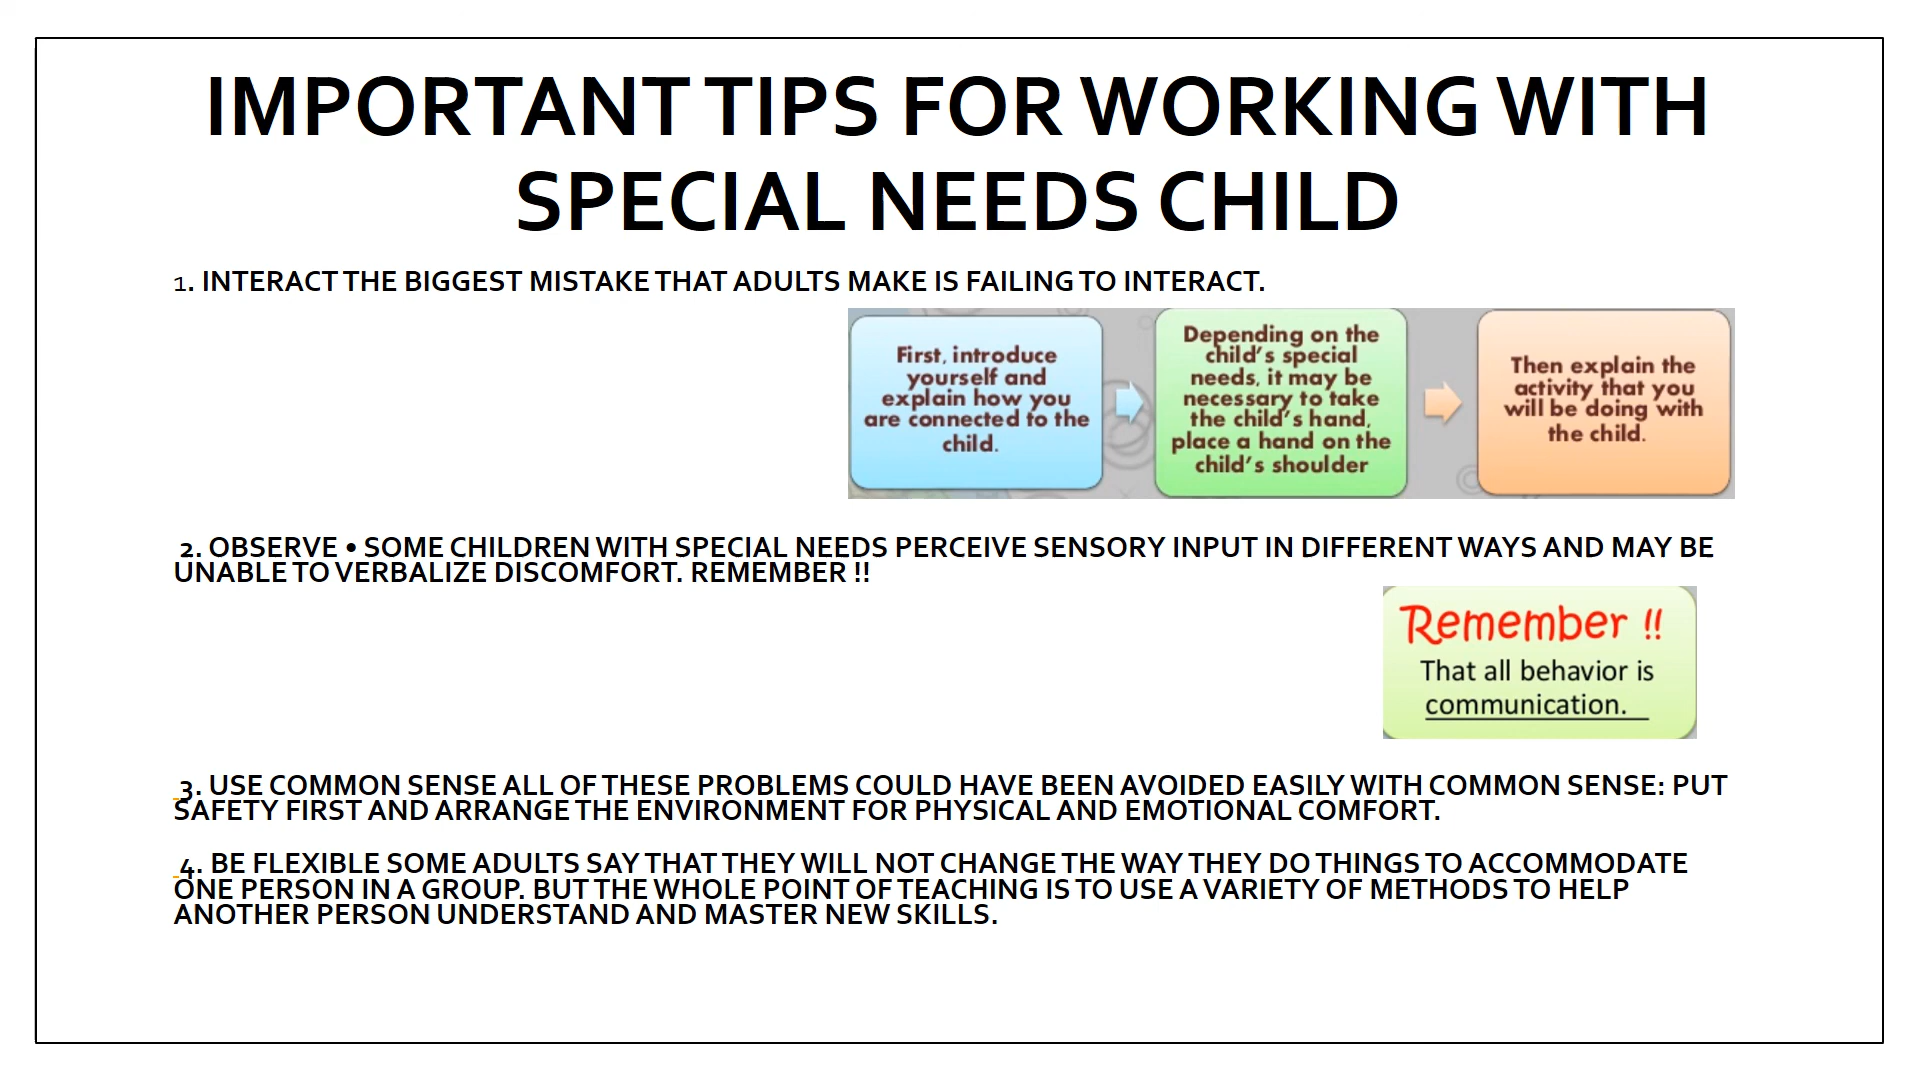 IMPORTANT TIPS FOR WORKING WITH
SPECIAL NEEDS CHILD
1. INTERACT THE BIGGEST MISTAKE THAT ADULTS MAKE IS FAILING TO INTERACT.
First, introduce
yourself and
explain how you
are connected to the
child.
Depending on the
child's special
needs, it may be
necessary to take
the child's hand,
place a hand on the
child's shoulder
Then explain the
activity that you
will be doing with
the child.
2. OBSERVE • SOME CHILDREN WITH SPECIAL NEEDS PERCEIVE SENSORY INPUT IN DIFFERENT WAYS AND MAY BE
UNABLE TO VERBALIZE DISCOMFORT. REMEMBER !!
Remember !!
That all behavior is
communication.
3. USE COMMON SENSE ALL OF THESE PROBLEMS COULD HAVE BEEN AVOIDED EASILY WITH COMMON SENSE: PUT
SAFETY FIRST AND ARRANGE THE ENVIRONMENT FOR PHYSICAL AND EMOTIONAL COMFORT.
4. BE FLEXIBLE SOME ADULTS SAY THAT THEY WILL NOT CHANGE THE WAY THEY DO THINGS TO ACCOMMODATE
ONE PERSON IN A GROUP. BUT THE WHOLE POINT OF TEACHING IS TO USE A VARIETY OF METHODS TO HELP
ANOTHER PERSON UNDERSTAND AND MASTER NEW SKILLS.